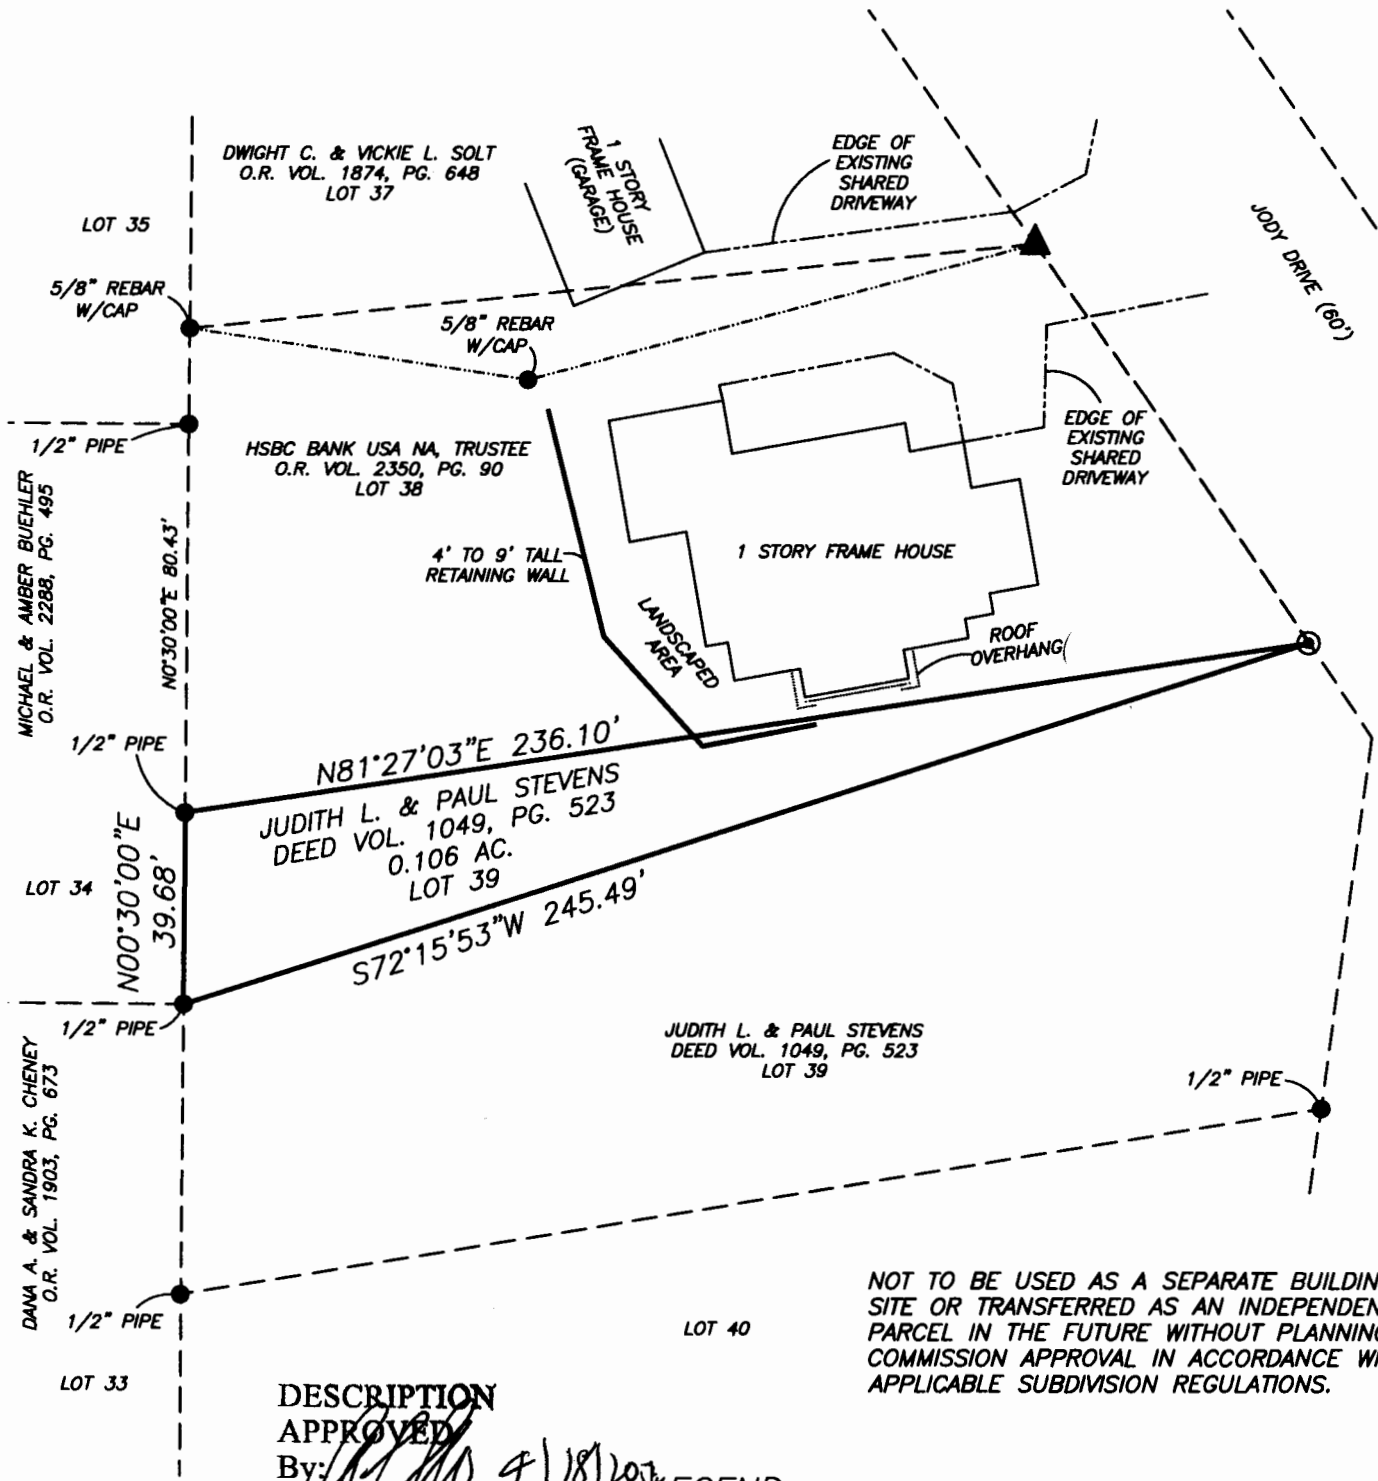 DWIGHT C. & VICKIE L. SOLT
O.R. VOL. 1874, PG. 648
LOT 37
1 STORY
FRAME HOUSE
(GARAGE)
EDGE OF
EXISTING
SHARED
DRIVEWAY
JODY DRIVE (60')
LOT 35
5/8" REBAR
W/CAP
5/8" REBAR
W/CAP
1/2" PIPE
HSBC BANK USA NA, TRUSTEE
O.R. VOL. 2350, PG. 90
LOT 38
EDGE OF
EXISTING
SHARED
DRIVEWAY
MICHAEL & AMBER BUEHLER
O.R. VOL. 2288, PG. 495
N0°30'00"E 80.43'
4' TO 9' TALL
RETAINING WALL
1 STORY FRAME HOUSE
LANDSCAPED
AREA
ROOF
OVERHANG
1/2" PIPE
N81°27'03"E 236.10'
JUDITH L. & PAUL STEVENS
DEED VOL. 1049, PG. 523
0.106 AC.
LOT 39
S72°15'53"W 245.49'
LOT 34
N00°30'00"E
39.68'
1/2" PIPE
JUDITH L. & PAUL STEVENS
DEED VOL. 1049, PG. 523
LOT 39
1/2" PIPE
DANA A. & SANDRA K. CHENEY
O.R. VOL. 1903, PG. 673
1/2" PIPE
LOT 40
LOT 33
NOT TO BE USED AS A SEPARATE BUILDIN
SITE OR TRANSFERRED AS AN INDEPENDEN
PARCEL IN THE FUTURE WITHOUT PLANNING
COMMISSION APPROVAL IN ACCORDANCE WI
APPLICABLE SUBDIVISION REGULATIONS.
DESCRIPTION
APPROVED
By: